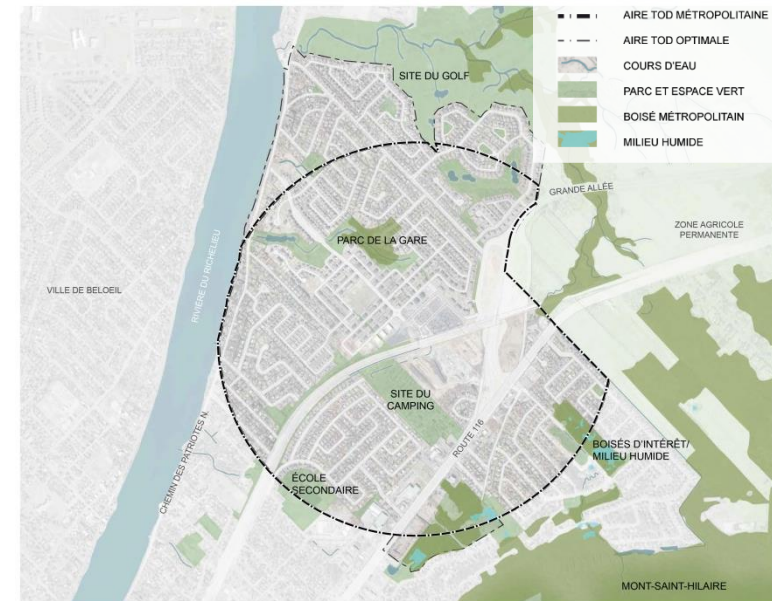 AIRE TOD MÉTROPOLITAINE
AIRE TOD OPTIMALE
COURS D'EAU
PARC ET ESPACE VERT
BOISÉ MÉTROPOLITAIN
MILIEU HUMIDE
SITE DU GOLF
GRANDE ALLÉE
ZONE AGRICOLE
PERMANENTE
PARC DE LA GARE
VILLE DE BELOEIL
RIVIÈRE DU RICHELIEU
SITE DU
CAMPING
ROUTE 116
BOISÉS D'INTÉRÊT/
MILIEU HUMIDE
CHEMIN DES PATRIOTES N.
ÉCOLE
SECONDAIRE
MONT-SAINT-HILAIRE